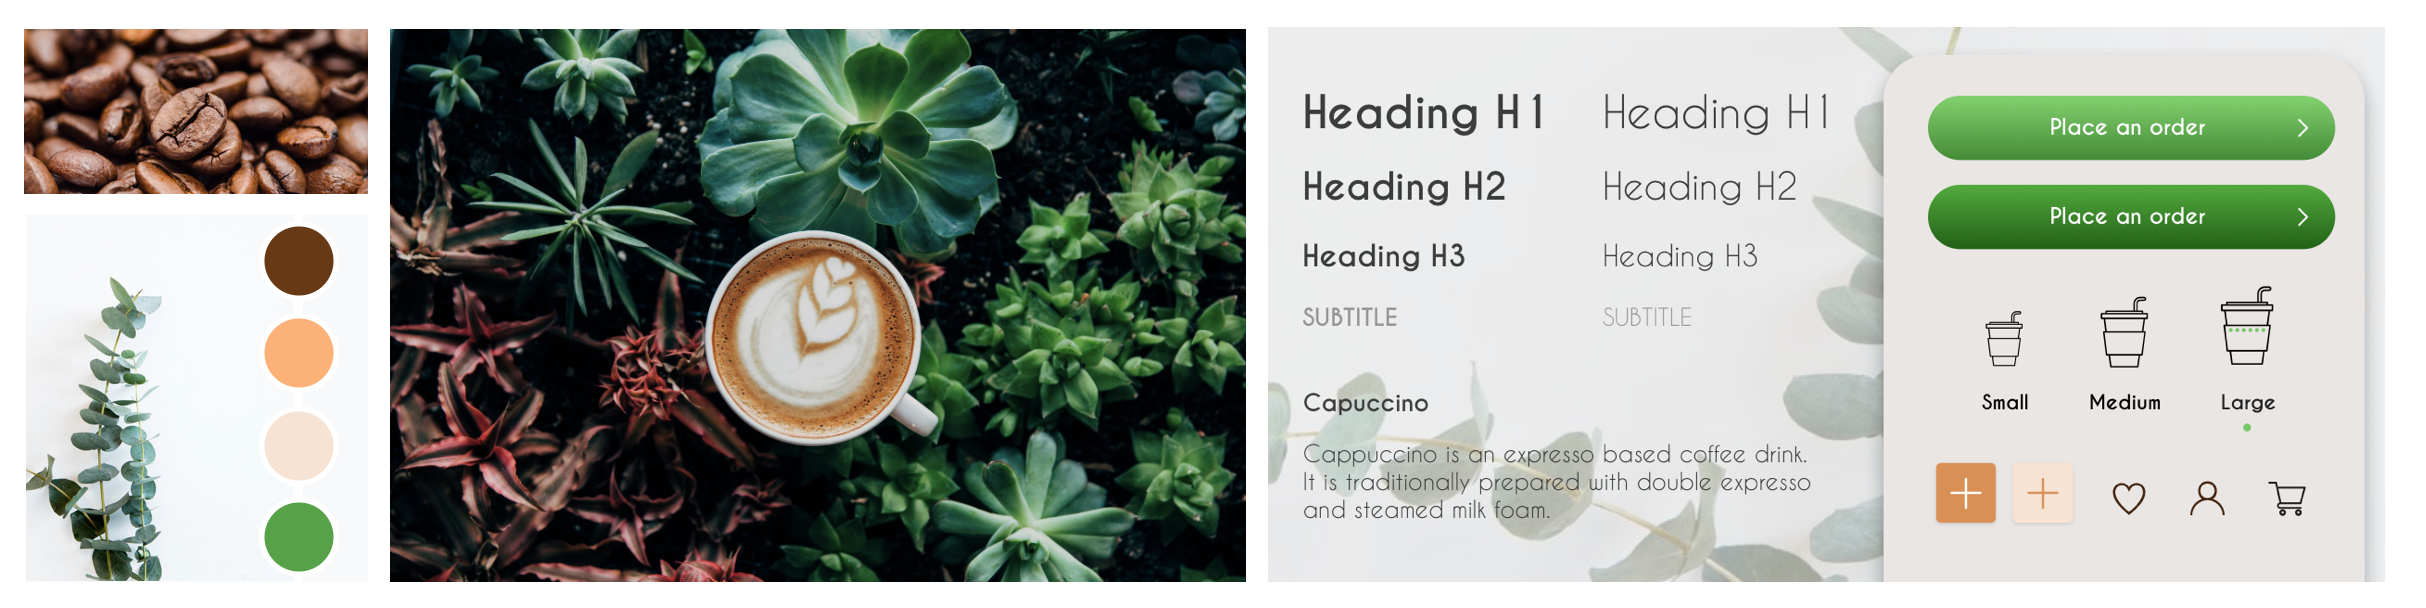 Heading H1
Heading H1
Heading H2
Heading H2
Heading H3
Heading H3
SUBTITLE
SUBTITLE
Capuccino
Cappuccino is an expresso based coffee drink.
It is traditionally prepared with double expresso
and steamed milk foam.
Place an order
Place an order
Small
Medium
Large